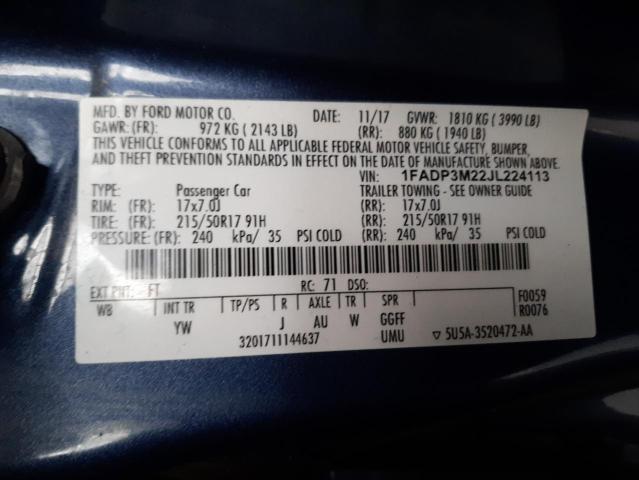 MFD. BY FORD MOTOR CO. DATE: 11/17 GVWR: 1810 KG ( 3990 LB)
GAWR: (FR): 972 KG ( 2143 LB) (RR): 880 KG ( 1940 LB)
THIS VEHICLE CONFORMS TO ALL APPLICABLE FEDERAL MOTOR VEHICLE SAFETY, BUMPER,
AND THEFT PREVENTION STANDARDS IN EFFECT ON THE DATE OF MANUFACTURE SHOWN ABOVE.
VIN: 1FADP3M22JL224113
TYPE: Passenger Car TRAILER TOWING - SEE OWNER GUIDE
RIM: (FR): 17x7.0J (RR): 17x7.0J
TIRE: (FR): 215/50R17 91H (RR): 215/50R17 91H
PRESSURE: (FR): 240 kPa/ 35 PSI COLD (RR): 240 kPa/ 35 PSI COLD
EXT PNT: FT RC: 71 DSO:
WB INT TR TP/PS R AXLE TR SPR F0059
YW J AU W GGFF R0076
3201711144637 UMU ▽ 5U5A-3520472-AA